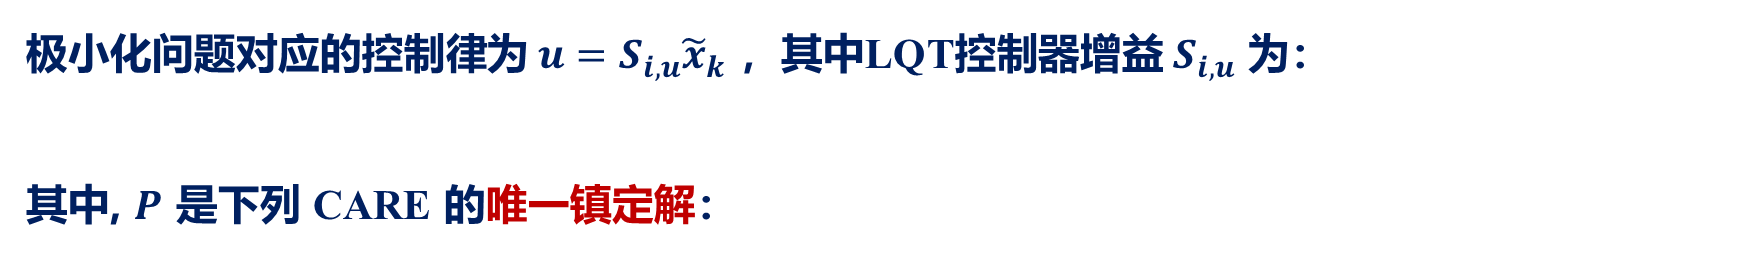 极小化问题对应的控制律为 $u = S_{i,u}\widetilde{x}_k$ ，其中LQT控制器增益 $S_{i,u}$ 为：
其中, $P$ 是下列 CARE 的唯一镇定解：